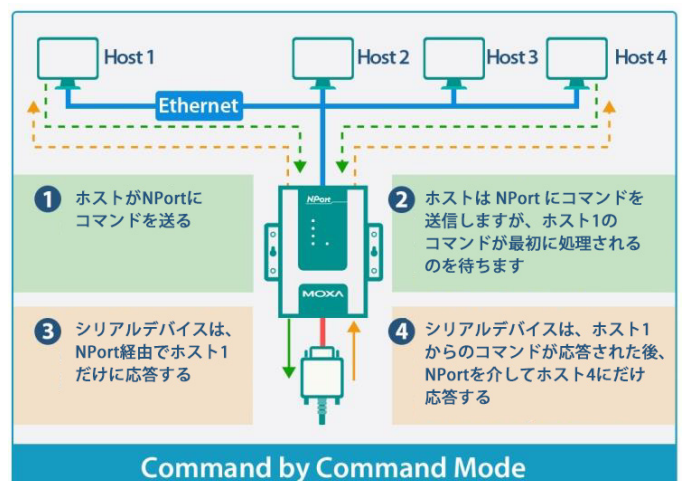 Host 1
Host 2
Host 3
Host 4
Ethernet
1 ホストがNPortに
コマンドを送る
2 ホストは NPort にコマンドを
送信しますが、ホスト1の
コマンドが最初に処理される
のを待ちます
NPort
MOXA
3 シリアルデバイスは、
NPort経由でホスト1
だけに応答する
4 シリアルデバイスは、ホスト1
からのコマンドが応答された後、
NPortを介してホスト4にだけ
応答する
Command by Command Mode